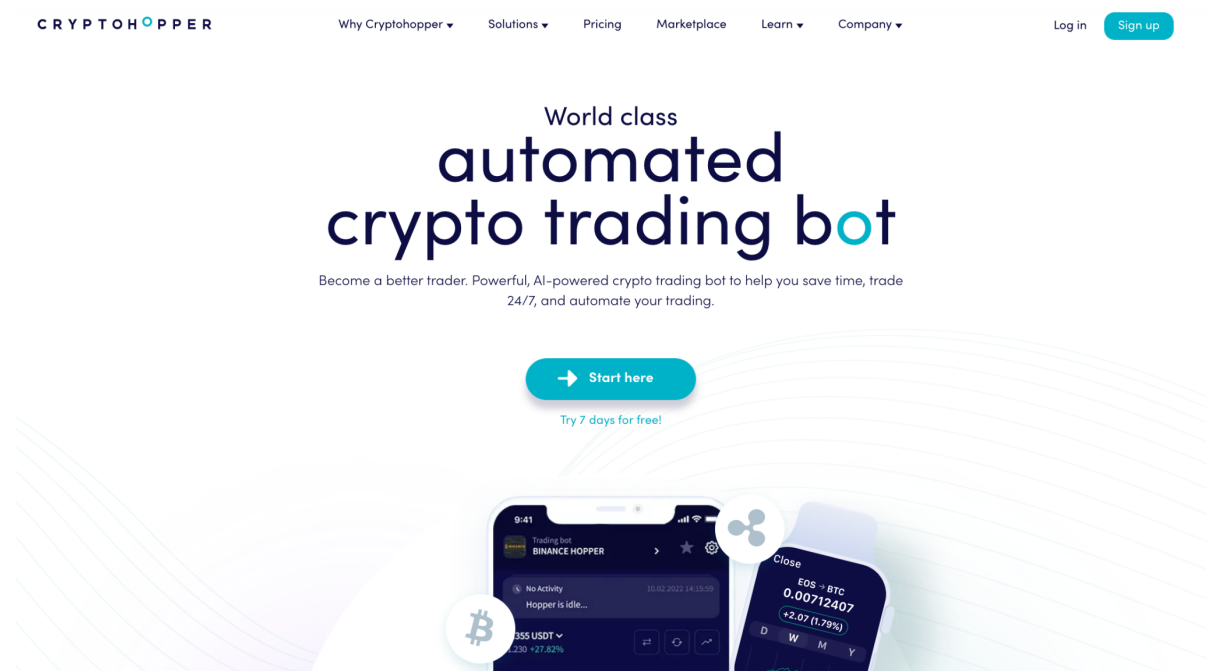 CRYPTOHOPPER
Why Cryptohopper
Solutions
Pricing
Marketplace
Learn
Company
Log in
Sign up
World class
automated
crypto trading bot
Become a better trader. Powerful, AI-powered crypto trading bot to help you save time, trade
24/7, and automate your trading.
Start here
Try 7 days for free!
9:41
Trading bot
BINANCE HOPPER
No Activity
10.02.2022 14:15:59
Hopper is idle...
355 USDT
.230 +27.82%
Close
EOS → BTC
0.00712407
+2.07 (1.79%)
D W M Y